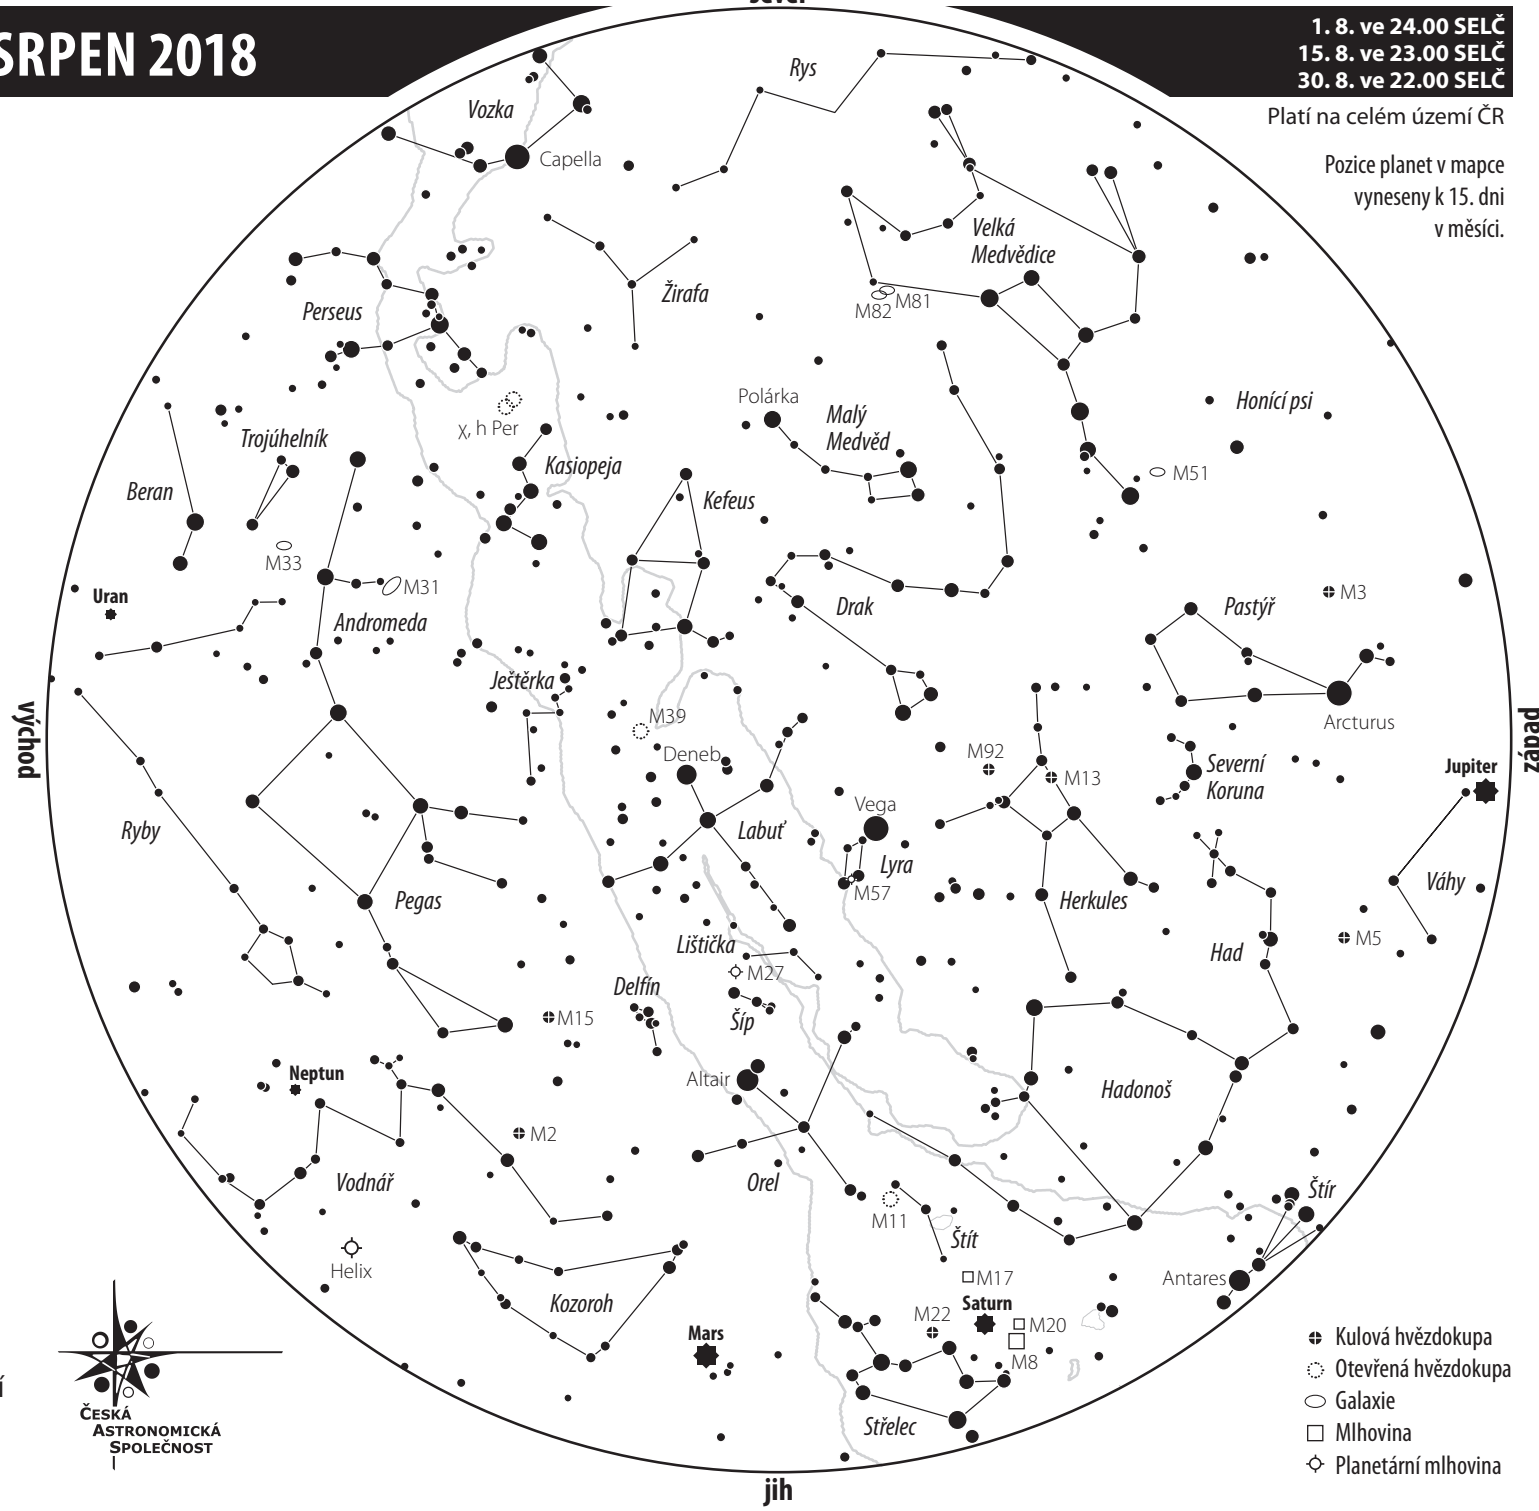 sever
SRPEN 2018
1. 8. ve 24.00 SELČ
15. 8. ve 23.00 SELČ
30. 8. ve 22.00 SELČ
Platí na celém území ČR
Pozice planet v mapce
vyneseny k 15. dni
v měsíci.
Rys
Vozka
Capella
Velká
Medvědice
Žirafa
M82
M81
Perseus
Polárka
Malý
Medvěd
Honící psi
χ, h Per
Trojúhelník
Kasiopeja
M51
Beran
Kefeus
M33
M31
Uran
M3
Drak
Pastýř
Andromeda
Ještěrka
M39
Arcturus
východ
západ
Deneb
M92
M13
Severní
Koruna
Jupiter
Vega
Ryby
Labuť
Lyra
M57
Váhy
Pegas
Herkules
M5
Lištička
Had
M27
Delfín
M15
Šíp
Neptun
Altair
Hadonoš
M2
Vodnář
Orel
Štír
M11
Štít
Helix
M17
Antares
Kozoroh
Saturn
M22
M20
Mars
M8
Střelec
jih
Kulová hvězdokupa
Otevřená hvězdokupa
Galaxie
Mlhovina
Planetární mlhovina
ČESKÁ
ASTRONOMICKÁ
SPOLEČNOST